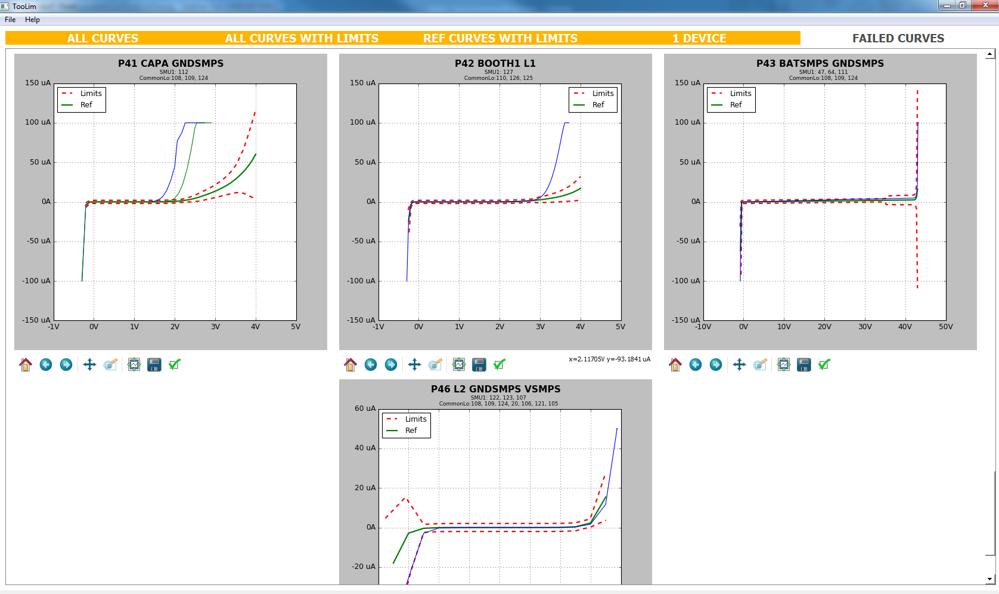 TooLim
File Help
ALL CURVES ALL CURVES WITH LIMITS REF CURVES WITH LIMITS 1 DEVICE FAILED CURVES
P41 CAPA GNDSMPS
SMU1: 112
CommonLo:108, 109, 124
150 uA
100 uA
50 uA
0A
-50 uA
-100 uA
-150 uA
Limits
Ref
-1V 0V 1V 2V 3V 4V 5V
P42 BOOTH1 L1
SMU1: 127
CommonLo:110, 126, 125
150 uA
100 uA
50 uA
0A
-50 uA
-100 uA
-150 uA
Limits
Ref
-1V 0V 1V 2V 3V 4V 5V
x=2.11705V y=-93.1841 uA
P43 BATSMPS GNDSMPS
SMU1: 47, 64, 111
CommonLo:108, 109, 124
150 uA
100 uA
50 uA
0A
-50 uA
-100 uA
-150 uA
Limits
Ref
-10V 0V 10V 20V 30V 40V 50V
P46 L2 GNDSMPS VSMPS
SMU1: 122, 123, 107
CommonLo:108, 109, 124, 20, 106, 121, 105
60 uA
40 uA
20 uA
0A
-20 uA
Limits
Ref